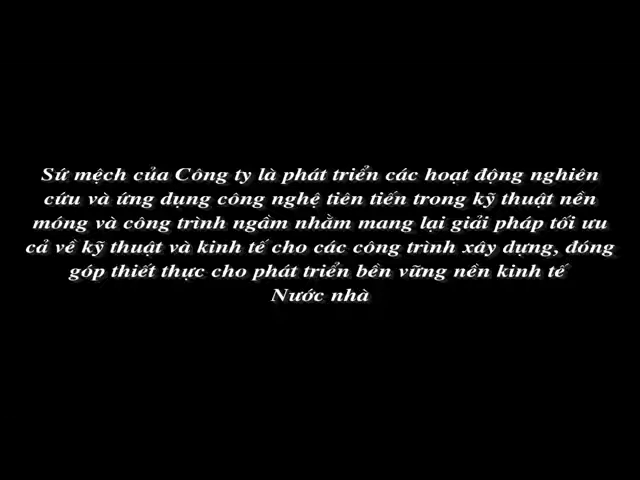 Sứ mệch của Công ty là phát triển các hoạt động nghiên
cứu và ứng dụng công nghệ tiên tiến trong kỹ thuật nền
móng và công trình ngầm nhằm mang lại giải pháp tối ưu
cả về kỹ thuật và kinh tế cho các công trình xây dựng, đóng
góp thiết thực cho phát triển bền vững nền kinh tế
Nước nhà